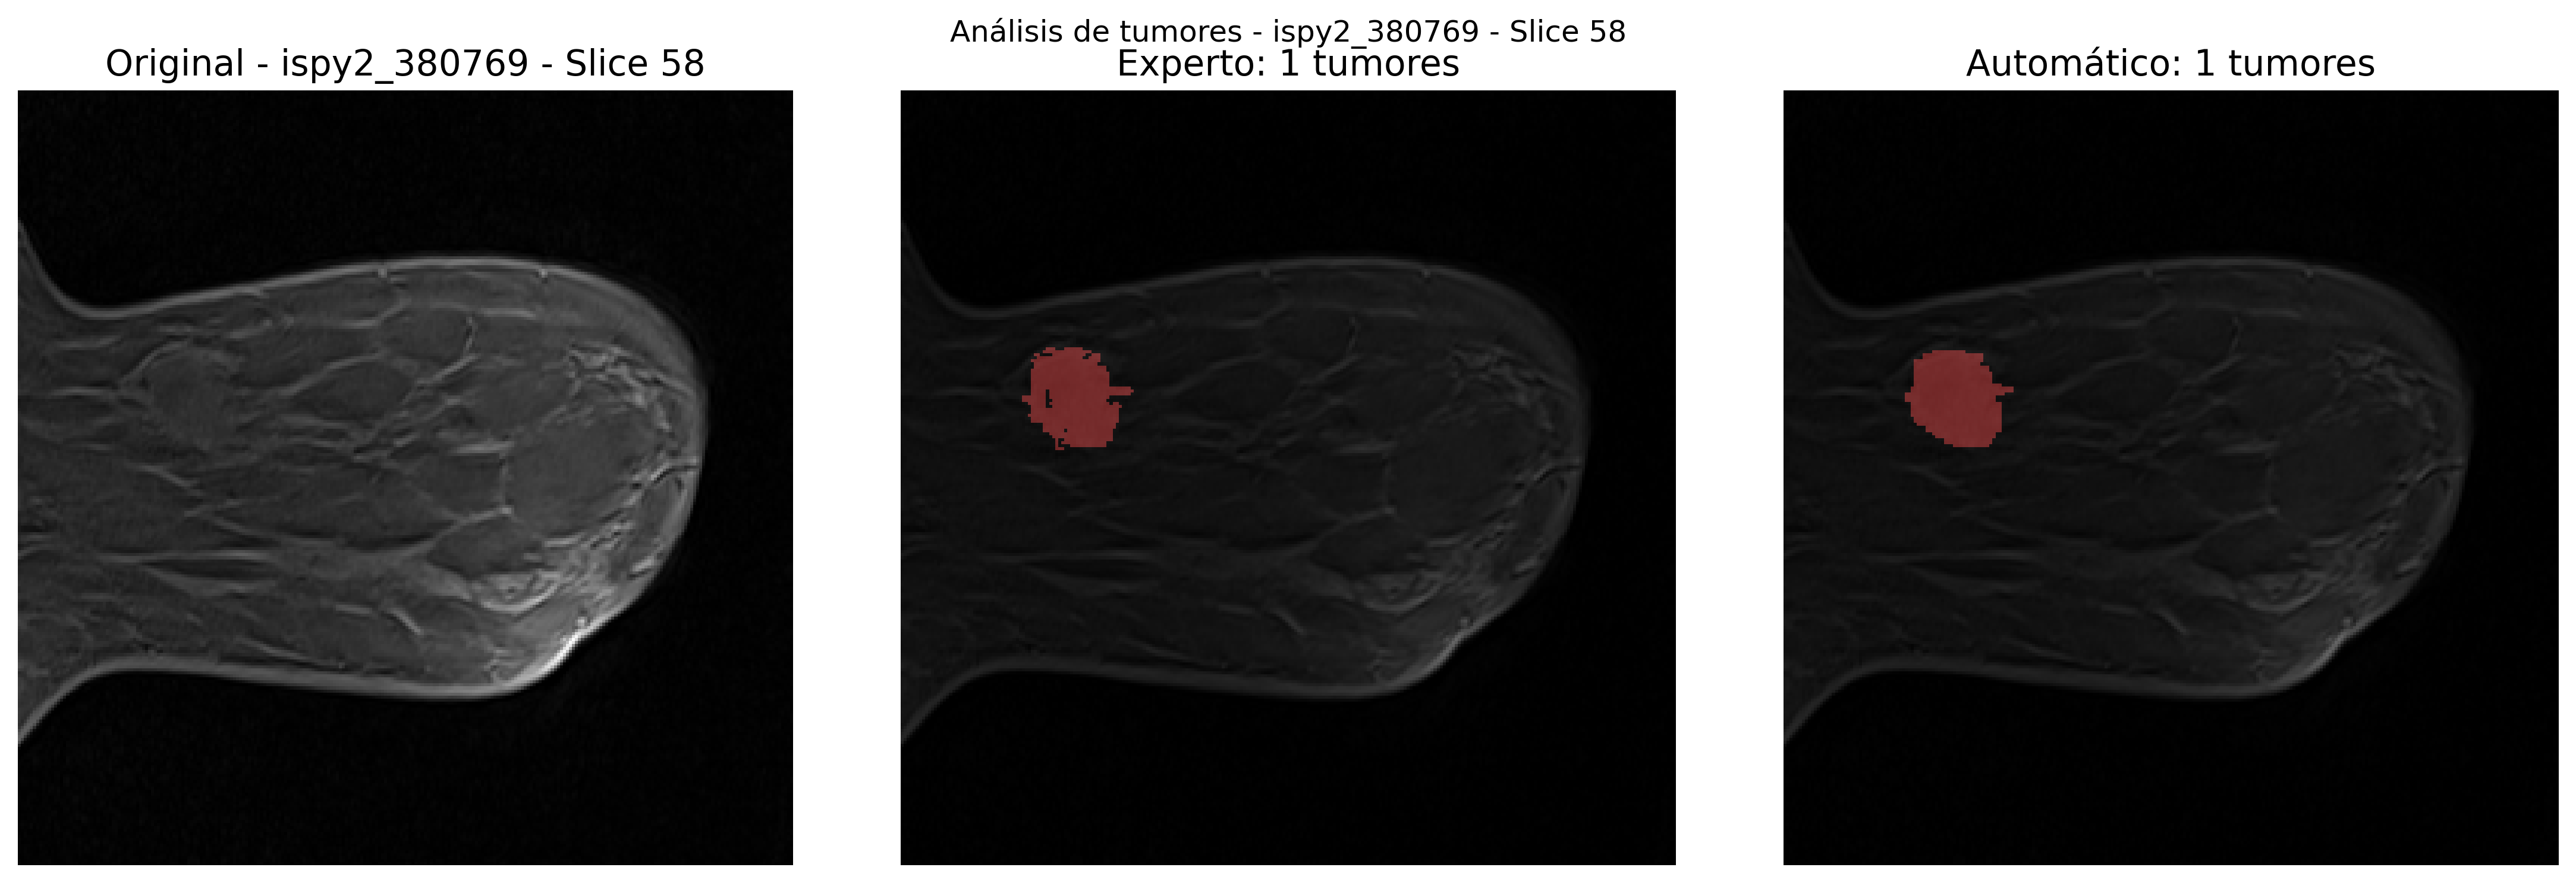 Análisis de tumores - ispy2_380769 - Slice 58
Original - ispy2_380769 - Slice 58
Experto: 1 tumores
Automático: 1 tumores